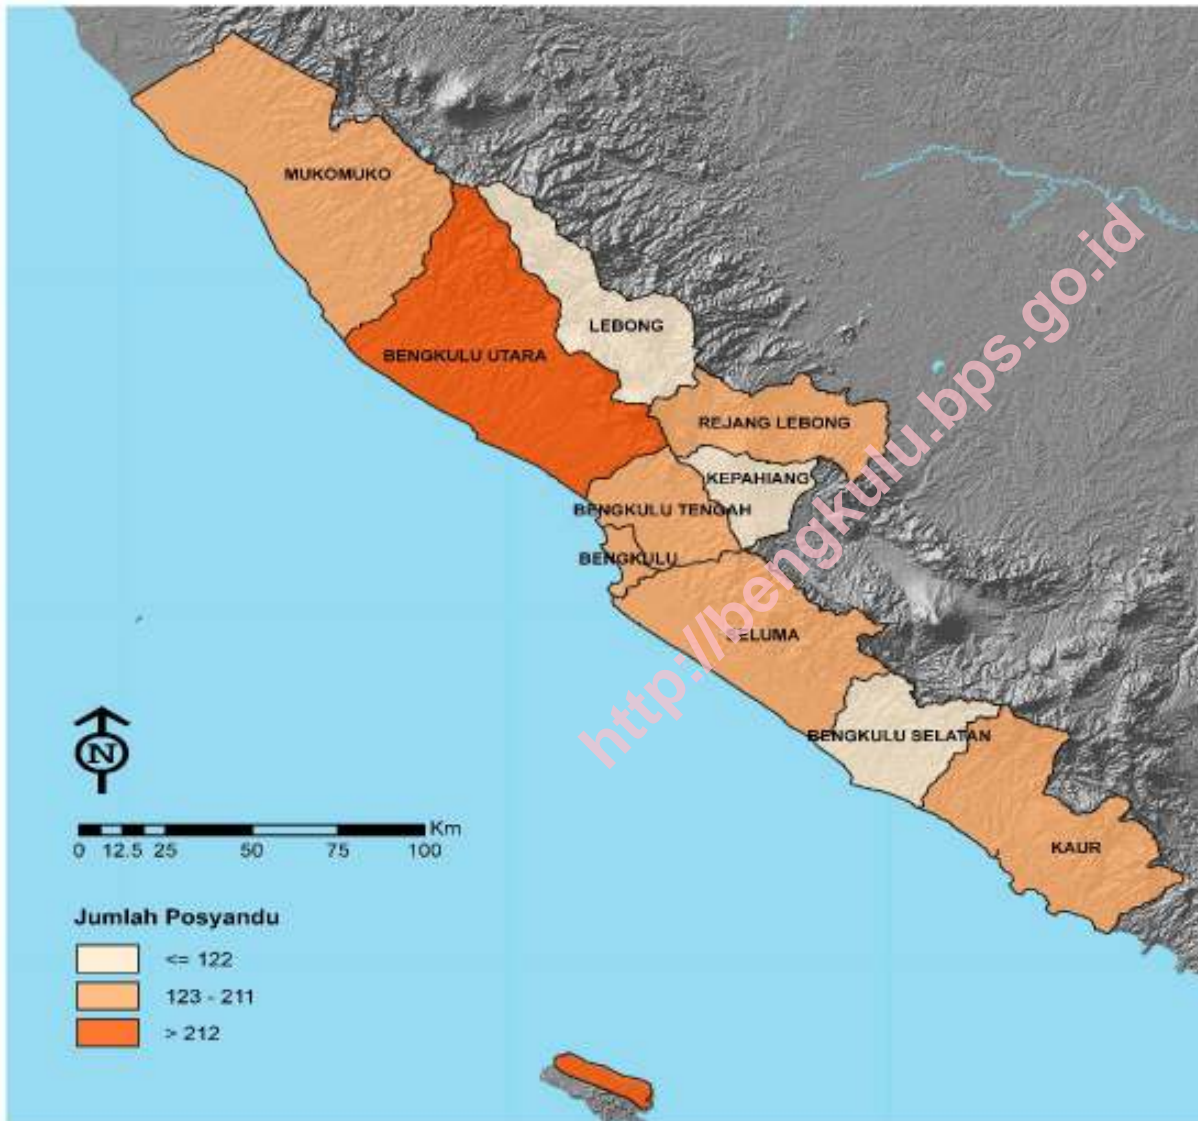 MUKOMUKO
LEBONG
BENGKULU UTARA
REJANG LEBONG
KEPAHIANG
BENGKULU TENGAH
BENGKULU
SELUMA
BENGKULU SELATAN
KAUR
http://bengkulu.bps.go.id
N
Km
0 12.5 25 50 75 100
Jumlah Posyandu
<= 122
123 - 211
> 212